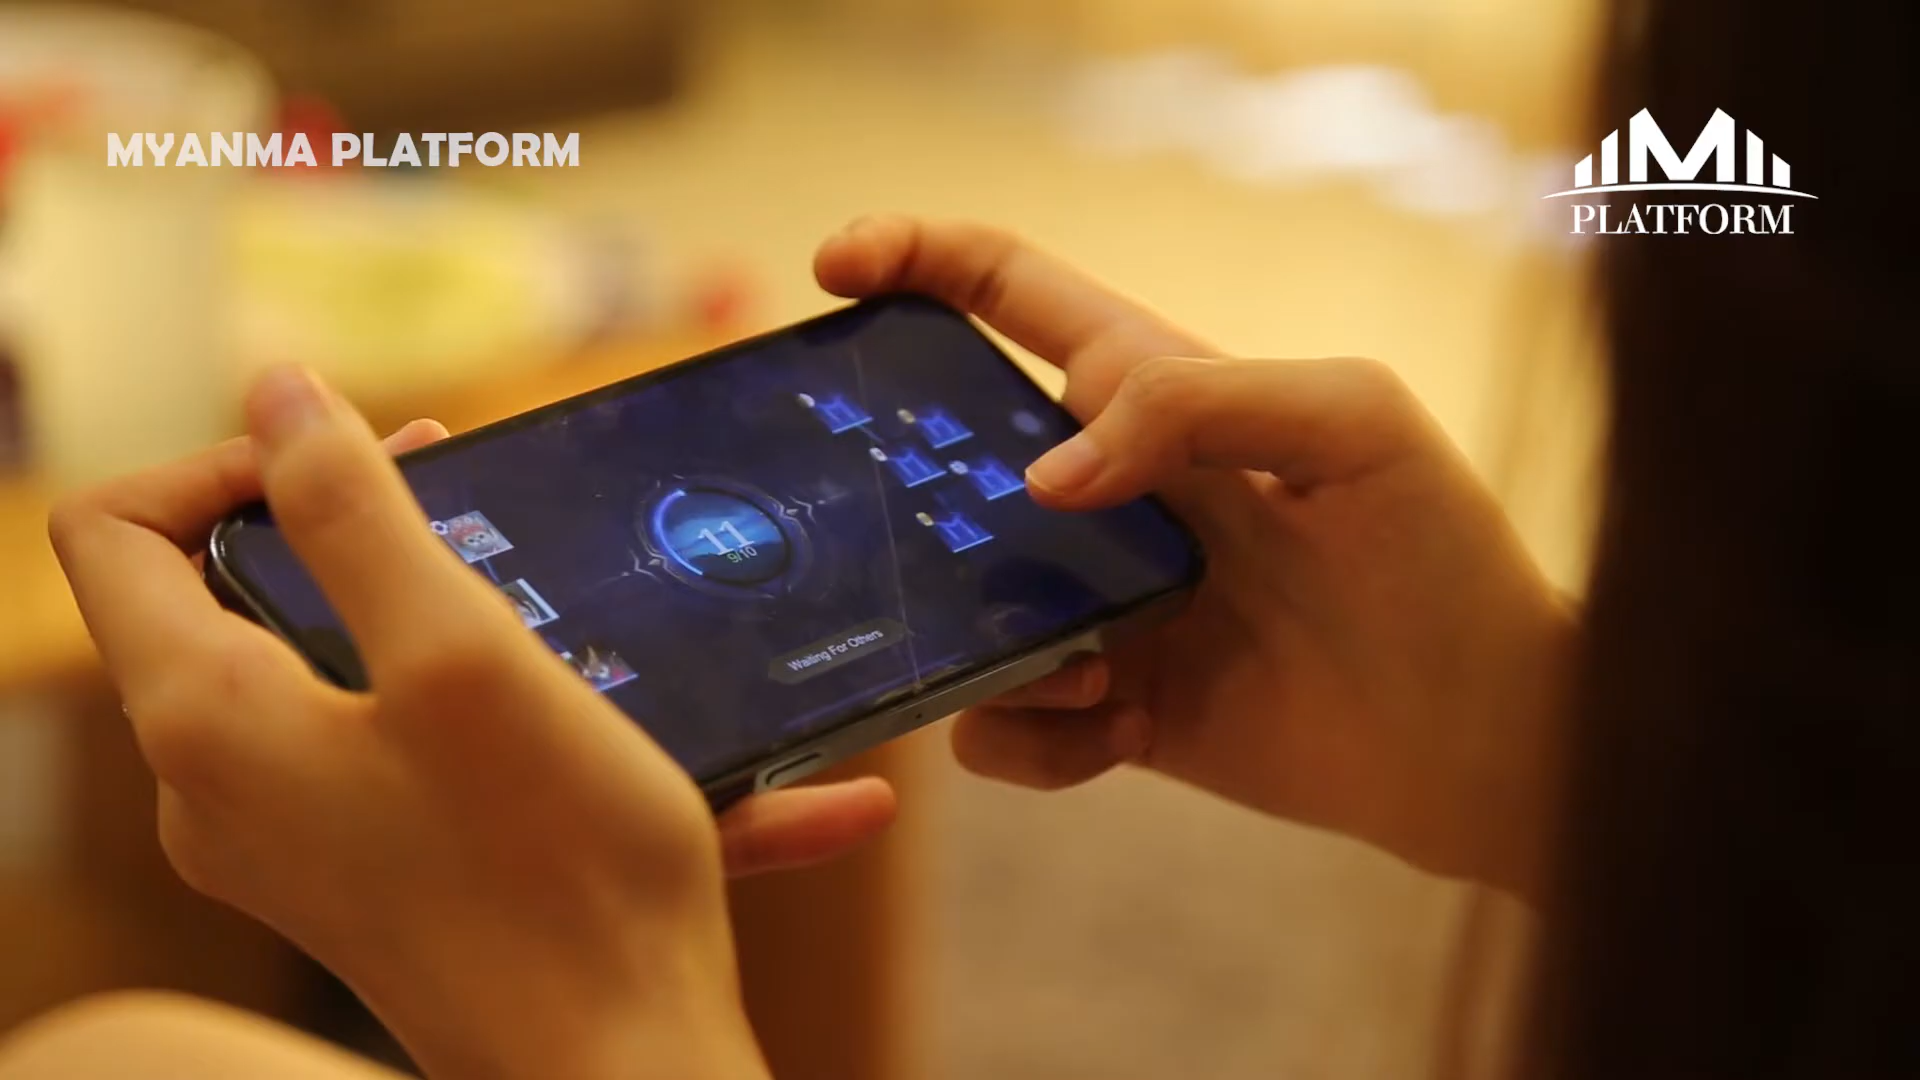 MYANMA PLATFORM
M
PLATFORM
11
9/10
Waiting For Others